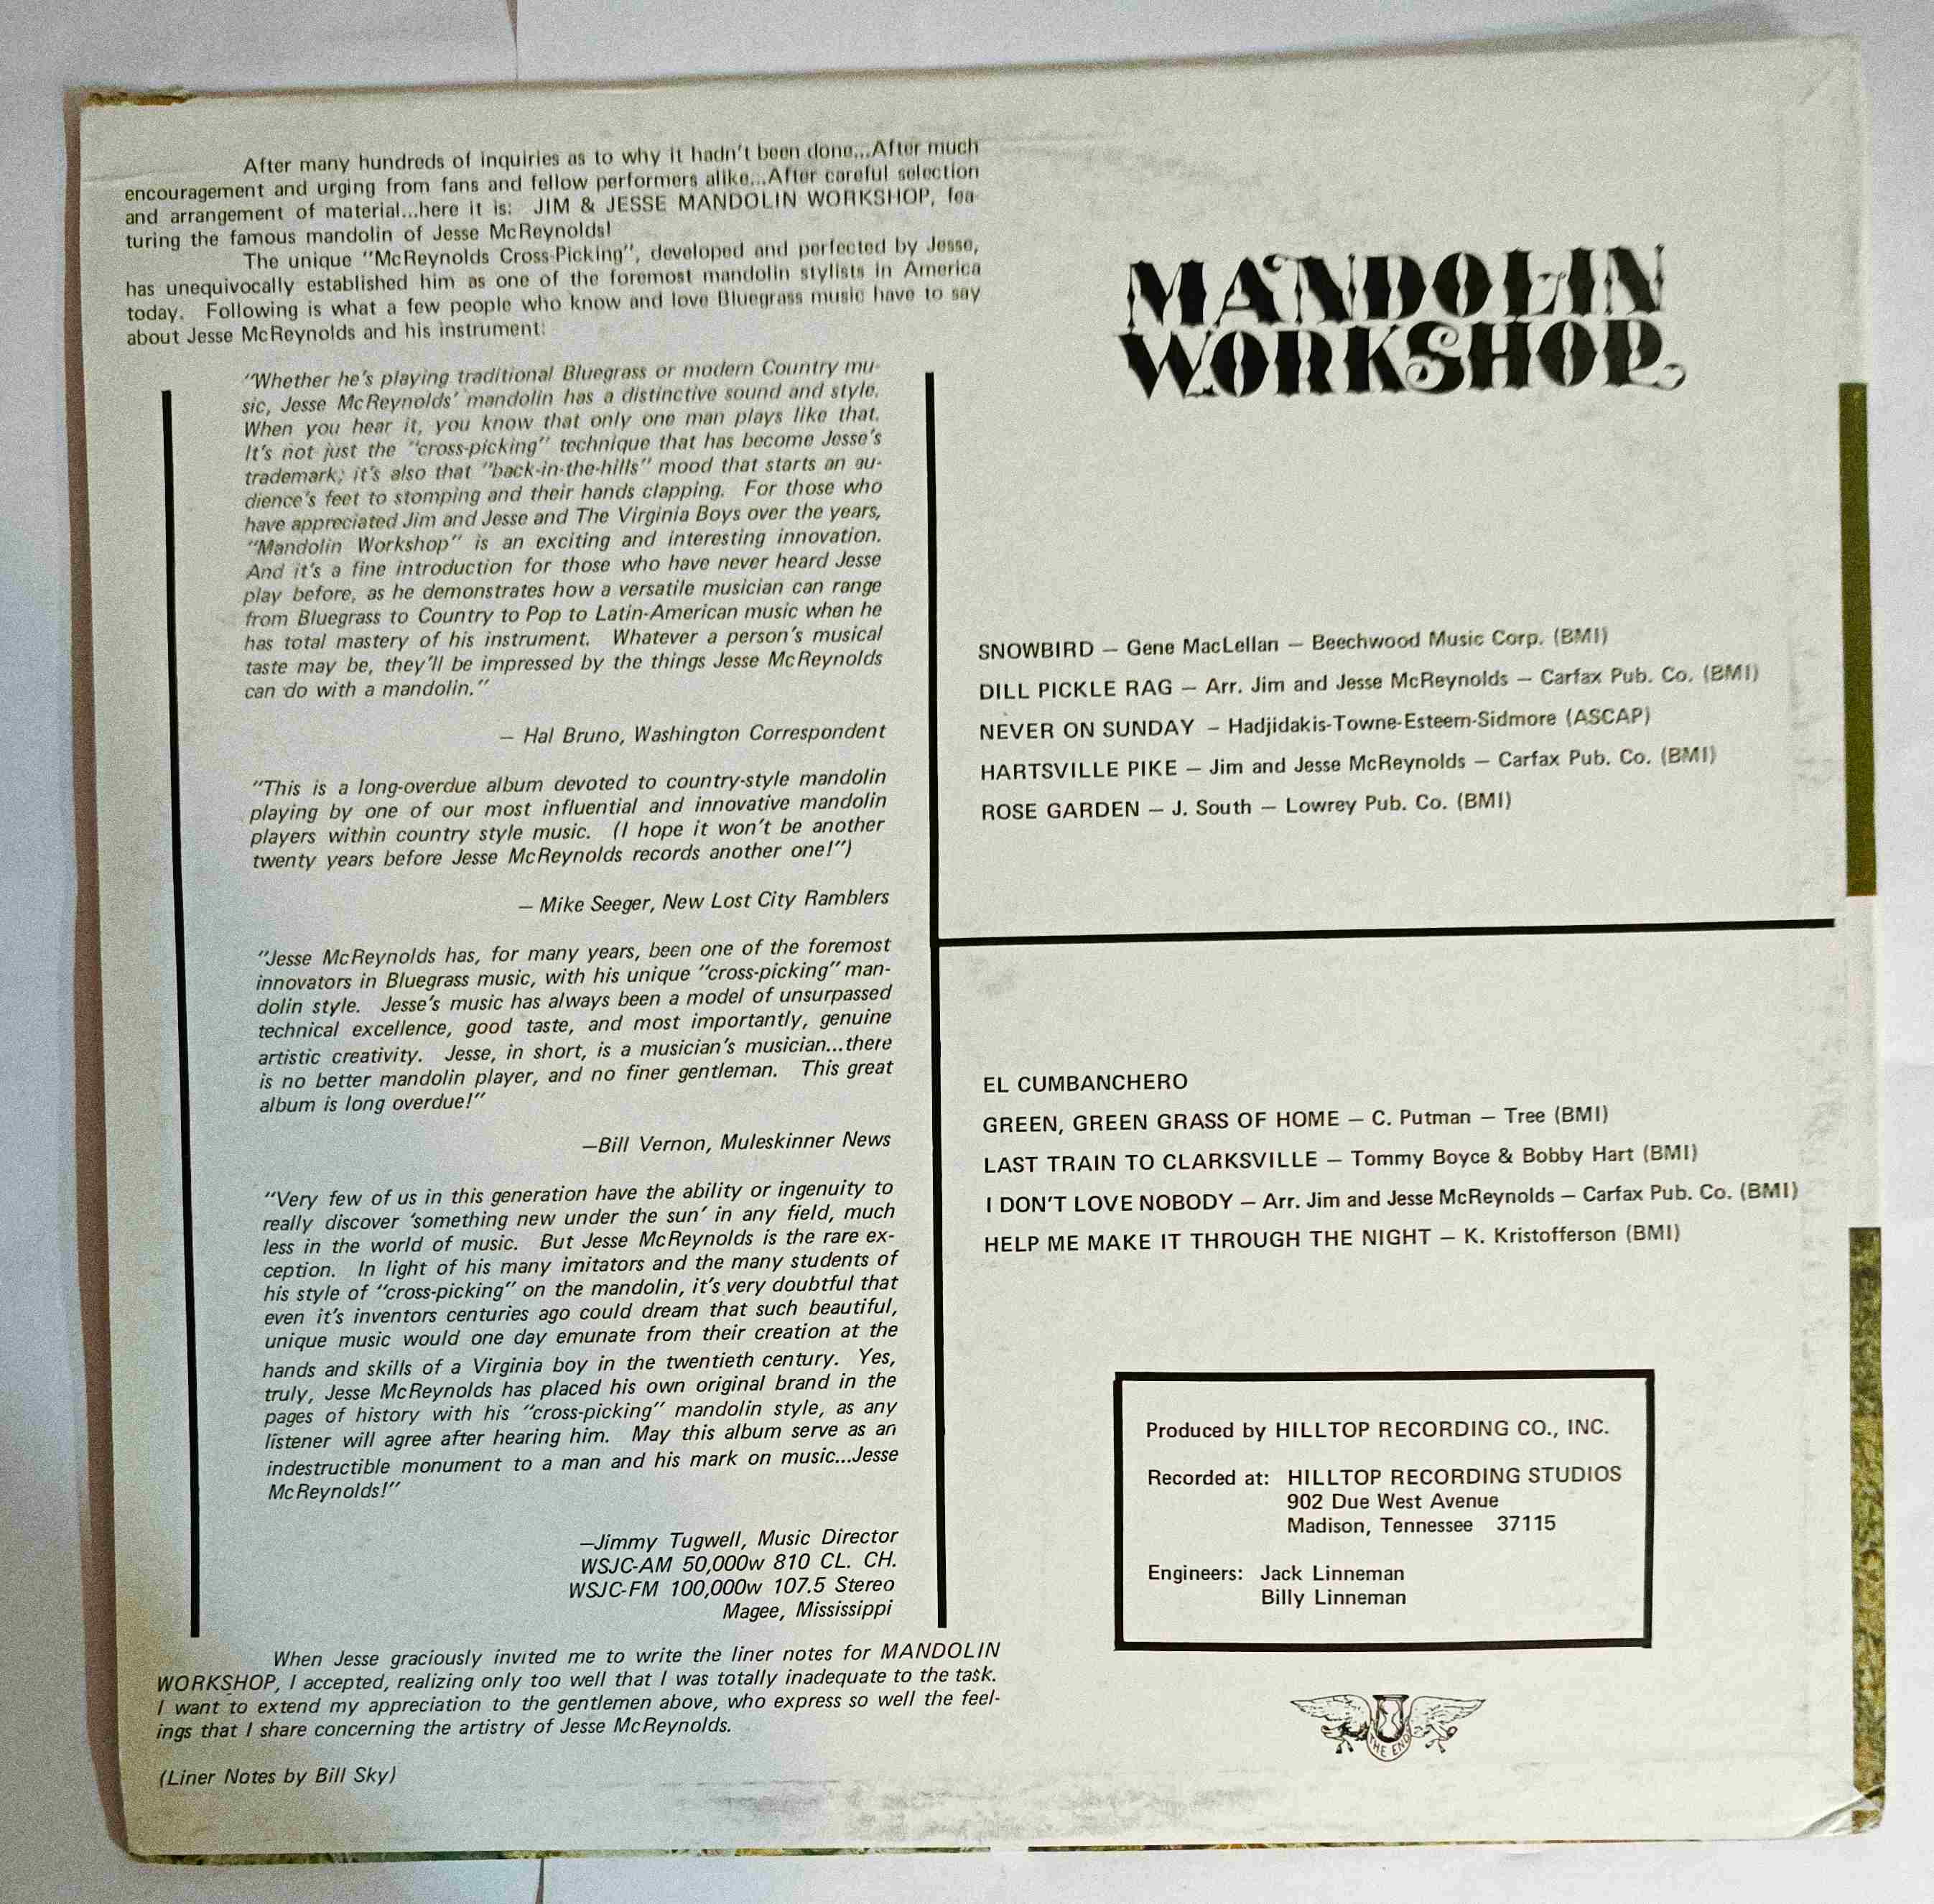 After many hundreds of inquiries as to why it hadn't been done...After much
encouragement and urging from fans and fellow performers alike...After careful selection
and arrangement of material...here it is: JIM & JESSE MANDOLIN WORKSHOP, fea-
turing the famous mandolin of Jesse McReynolds!
The unique "McReynolds Cross-Picking", developed and perfected by Jesse,
has unequivocally established him as one of the foremost mandolin stylists in America
today. Following is what a few people who know and love Bluegrass music have to say
about Jesse McReynolds and his instrument:
"Whether he's playing traditional Bluegrass or modern Country mu-
sic, Jesse McReynolds' mandolin has a distinctive sound and style.
When you hear it, you know that only one man plays like that.
It's not just the "cross-picking" technique that has become Jesse's
trademark; it's also that "back-in-the-hills" mood that starts an au-
dience's feet to stomping and their hands clapping. For those who
have appreciated Jim and Jesse and The Virginia Boys over the years,
"Mandolin Workshop" is an exciting and interesting innovation.
And it's a fine introduction for those who have never heard Jesse
play before, as he demonstrates how a versatile musician can range
from Bluegrass to Country to Pop to Latin-American music when he
has total mastery of his instrument. Whatever a person's musical
taste may be, they'll be impressed by the things Jesse McReynolds
can do with a mandolin."
— Hal Bruno, Washington Correspondent
"This is a long-overdue album devoted to country-style mandolin
playing by one of our most influential and innovative mandolin
players within country style music. (I hope it won't be another
twenty years before Jesse McReynolds records another one!")
— Mike Seeger, New Lost City Ramblers
"Jesse McReynolds has, for many years, been one of the foremost
innovators in Bluegrass music, with his unique "cross-picking" man-
dolin style. Jesse's music has always been a model of unsurpassed
technical excellence, good taste, and most importantly, genuine
artistic creativity. Jesse, in short, is a musician's musician...there
is no better mandolin player, and no finer gentleman. This great
album is long overdue!"
—Bill Vernon, Muleskinner News
"Very few of us in this generation have the ability or ingenuity to
really discover 'something new under the sun' in any field, much
less in the world of music. But Jesse McReynolds is the rare ex-
ception. In light of his many imitators and the many students of
his style of "cross-picking" on the mandolin, it's very doubtful that
even it's inventors centuries ago could dream that such beautiful,
unique music would one day emunate from their creation at the
hands and skills of a Virginia boy in the twentieth century. Yes,
truly, Jesse McReynolds has placed his own original brand in the
pages of history with his "cross-picking" mandolin style, as any
listener will agree after hearing him. May this album serve as an
indestructible monument to a man and his mark on music...Jesse
McReynolds!"
—Jimmy Tugwell, Music Director
WSJC-AM 50,000w 810 CL. CH.
WSJC-FM 100,000w 107.5 Stereo
Magee, Mississippi
When Jesse graciously invited me to write the liner notes for MANDOLIN
WORKSHOP, I accepted, realizing only too well that I was totally inadequate to the task.
I want to extend my appreciation to the gentlemen above, who express so well the feel-
ings that I share concerning the artistry of Jesse McReynolds.
(Liner Notes by Bill Sky)
MANDOLIN
WORKSHOP
SNOWBIRD — Gene MacLellan — Beechwood Music Corp. (BMI)
DILL PICKLE RAG — Arr. Jim and Jesse McReynolds — Carfax Pub. Co. (BMI)
NEVER ON SUNDAY — Hadjidakis-Towne-Esteem-Sidmore (ASCAP)
HARTSVILLE PIKE — Jim and Jesse McReynolds — Carfax Pub. Co. (BMI)
ROSE GARDEN — J. South — Lowrey Pub. Co. (BMI)
EL CUMBANCHERO
GREEN, GREEN GRASS OF HOME — C. Putman — Tree (BMI)
LAST TRAIN TO CLARKSVILLE — Tommy Boyce & Bobby Hart (BMI)
I DON'T LOVE NOBODY — Arr. Jim and Jesse McReynolds — Carfax Pub. Co. (BMI)
HELP ME MAKE IT THROUGH THE NIGHT — K. Kristofferson (BMI)
Produced by HILLTOP RECORDING CO., INC.
Recorded at: HILLTOP RECORDING STUDIOS
902 Due West Avenue
Madison, Tennessee 37115
Engineers: Jack Linneman
Billy Linneman
THE END